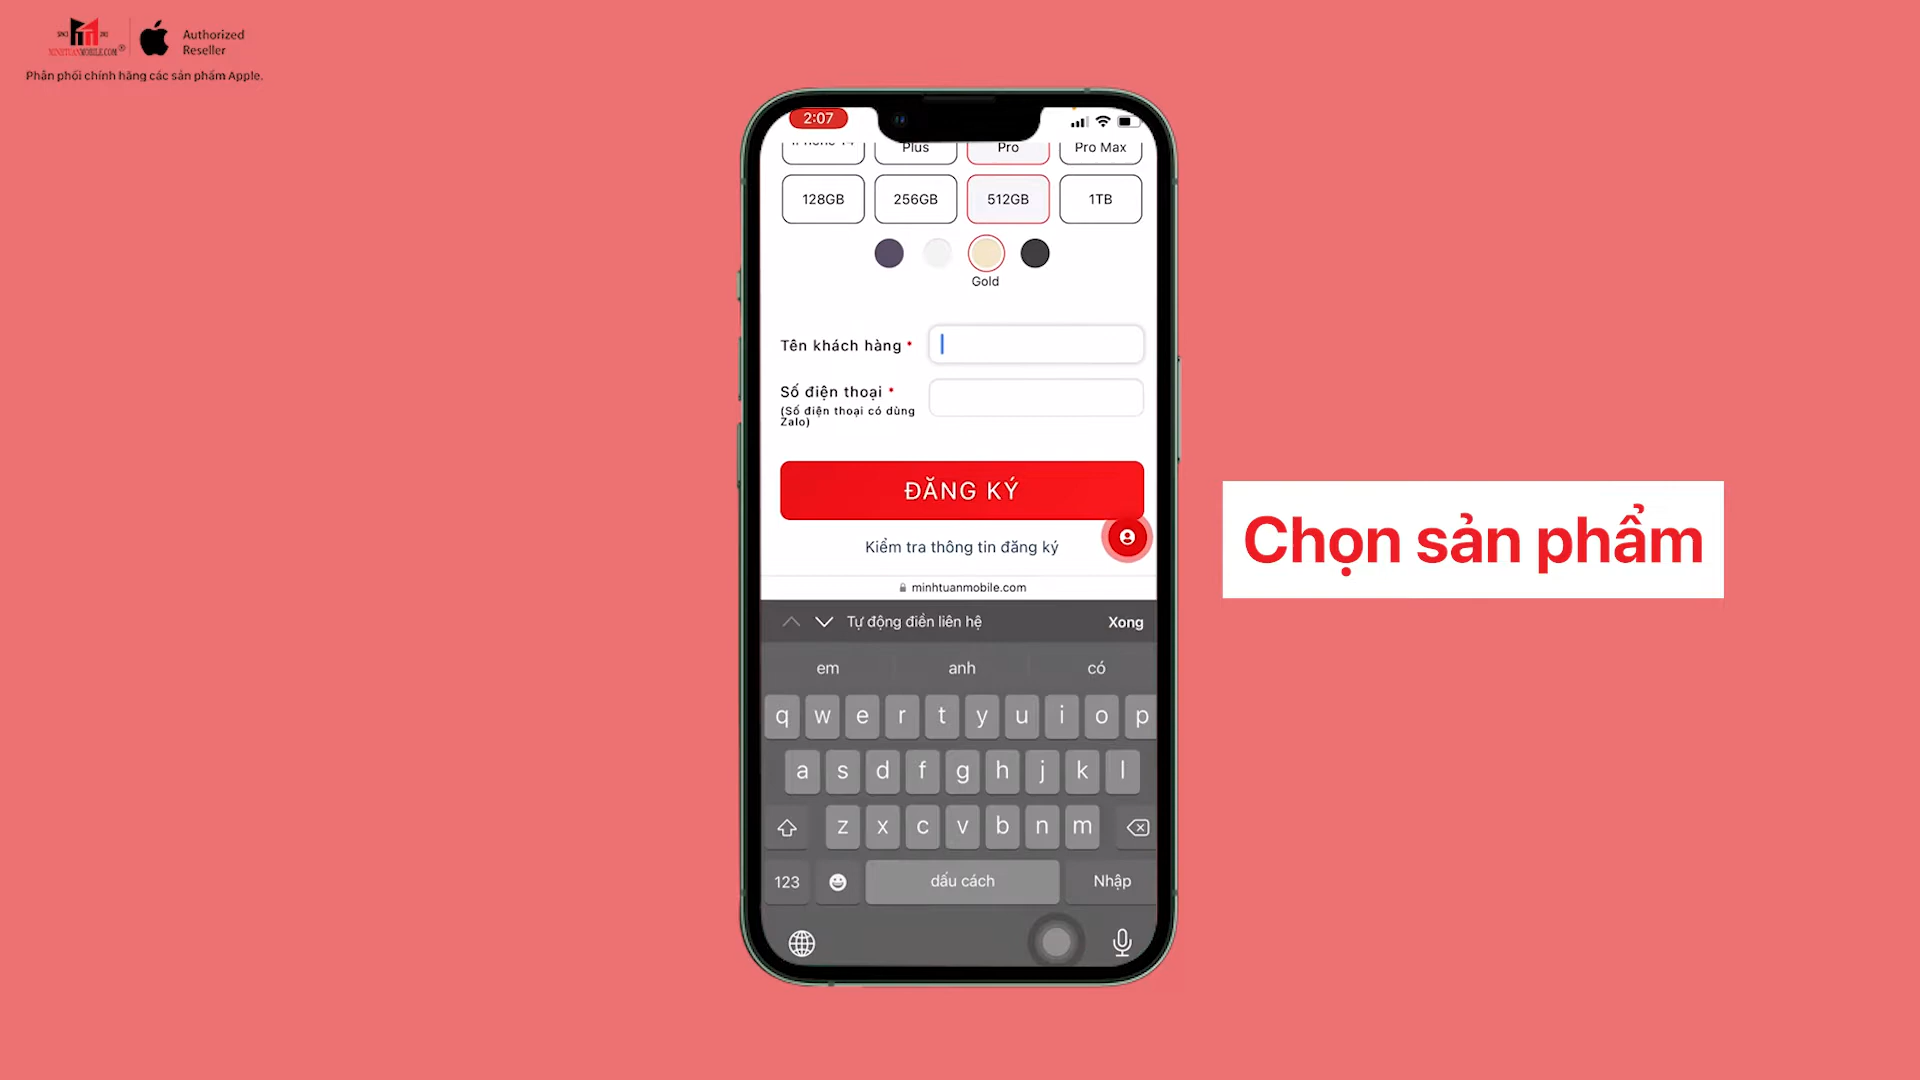 MINHTUANMOBILE.COM
Authorized
Reseller
Phân phối chính hãng các sản phẩm Apple.
2:07
Plus
Pro
Pro Max
128GB
256GB
512GB
1TB
Gold
Tên khách hàng *
Số điện thoại *
(Số điện thoại có dùng
Zalo)
ĐĂNG KÝ
Kiểm tra thông tin đăng ký
Chọn sản phẩm
minhtuanmobile.com
Tự động điền liên hệ
Xong
em
anh
có
q w e r t y u i o p
a s d f g h j k l
z x c v b n m
123
dấu cách
Nhập